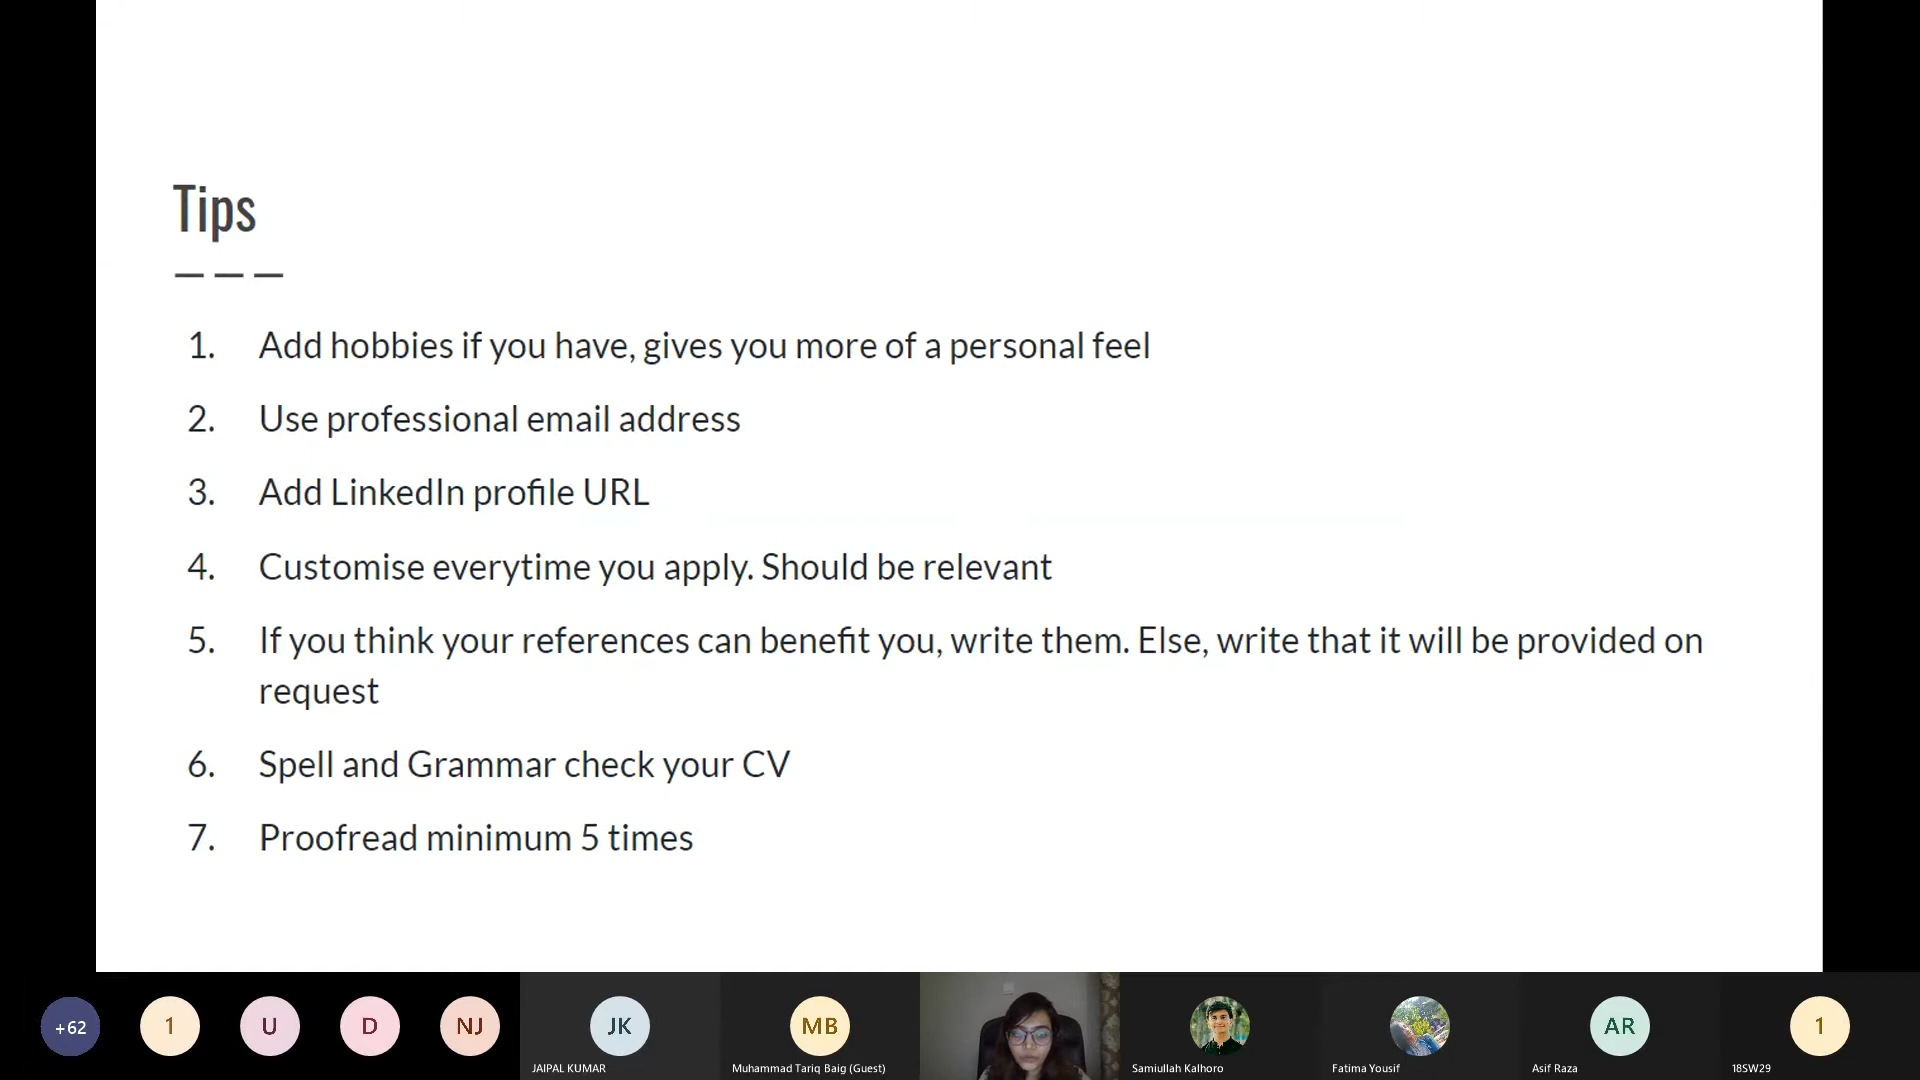 Tips
1. Add hobbies if you have, gives you more of a personal feel
2. Use professional email address
3. Add LinkedIn profile URL
4. Customise everytime you apply. Should be relevant
5. If you think your references can benefit you, write them. Else, write that it will be provided on
request
6. Spell and Grammar check your CV
7. Proofread minimum 5 times
+62
1
U
D
NJ
JK
MB
AR
1
JAIPAL KUMAR
Muhammad Tariq Baig (Guest)
Samiullah Kalhoro
Fatima Yousif
Asif Raza
18SW29